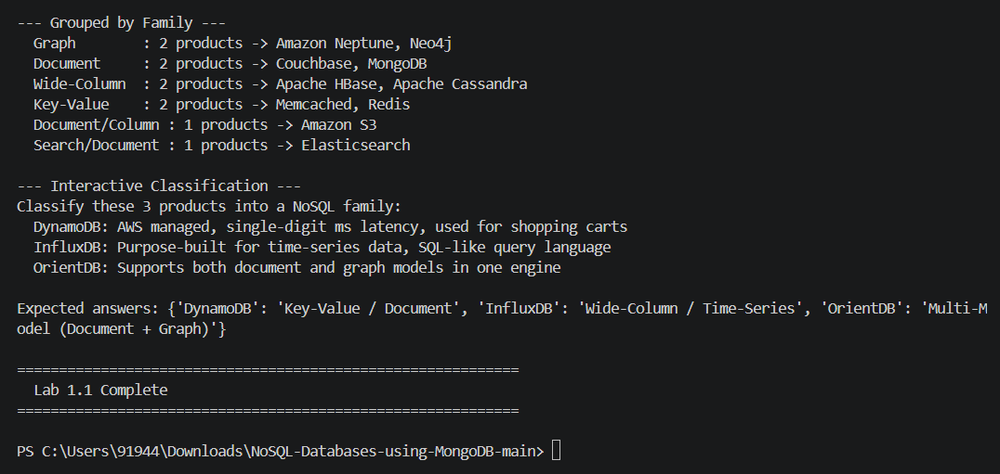 --- Grouped by Family ---
  Graph        : 2 products -> Amazon Neptune, Neo4j
  Document     : 2 products -> Couchbase, MongoDB
  Wide-Column  : 2 products -> Apache HBase, Apache Cassandra
  Key-Value    : 2 products -> Memcached, Redis
  Document/Column : 1 products -> Amazon S3
  Search/Document : 1 products -> Elasticsearch

--- Interactive Classification ---
Classify these 3 products into a NoSQL family:
  DynamoDB: AWS managed, single-digit ms latency, used for shopping carts
  InfluxDB: Purpose-built for time-series data, SQL-like query language
  OrientDB: Supports both document and graph models in one engine

Expected answers: {'DynamoDB': 'Key-Value / Document', 'InfluxDB': 'Wide-Column / Time-Series', 'OrientDB': 'Multi-M
odel (Document + Graph)'}

============================================================
  Lab 1.1 Complete
============================================================

PS C:\Users\91944\Downloads\NoSQL-Databases-using-MongoDB-main>